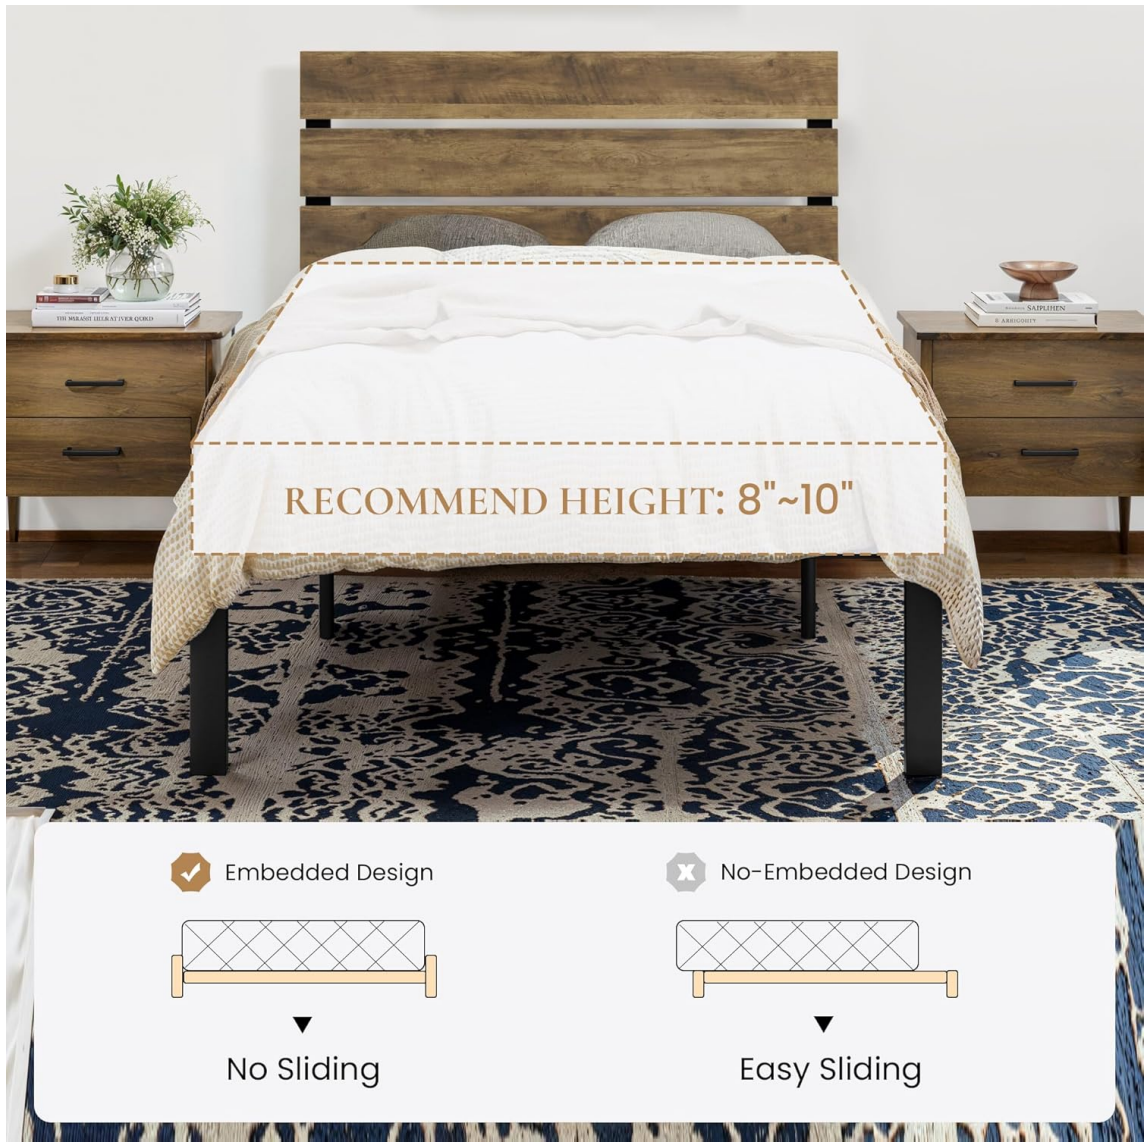 RECOMMEND HEIGHT: 8"~10"
Embedded Design
No-Embedded Design
No Sliding
Easy Sliding